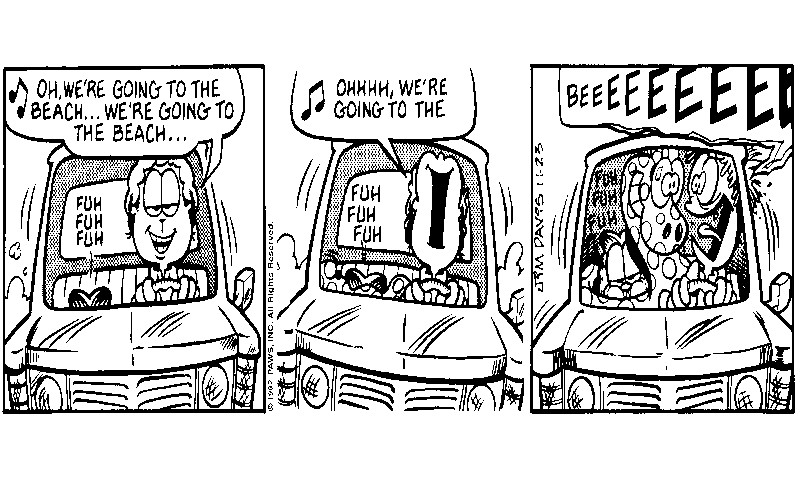 ♪ OH, WE'RE GOING TO THE
BEACH... WE'RE GOING TO
THE BEACH...
FUH
FUH
FUH
© 1992 PAWS, INC. All Rights Reserved.
♫ OHHHH, WE'RE
GOING TO THE
FUH
FUH
FUH
BEEEEEEEEE
JIM DAVIS 11-23
FUH
FUH
FUH